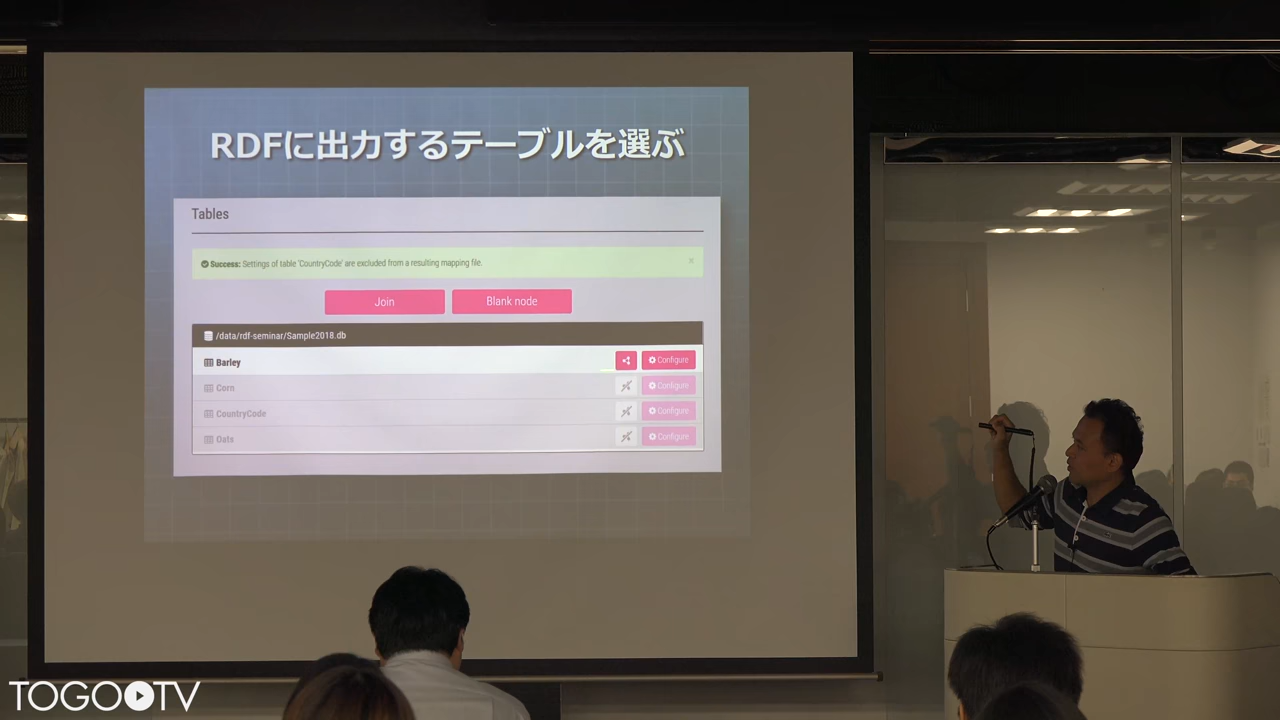 RDFに出力するテーブルを選ぶ
Tables
Success: Settings of table 'CountryCode' are excluded from a resulting mapping file.
×
Join Blank node
/data/rdf-seminar/Sample2018.db
Barley Configure
Corn Configure
CountryCode Configure
Oats Configure
TOGO TV